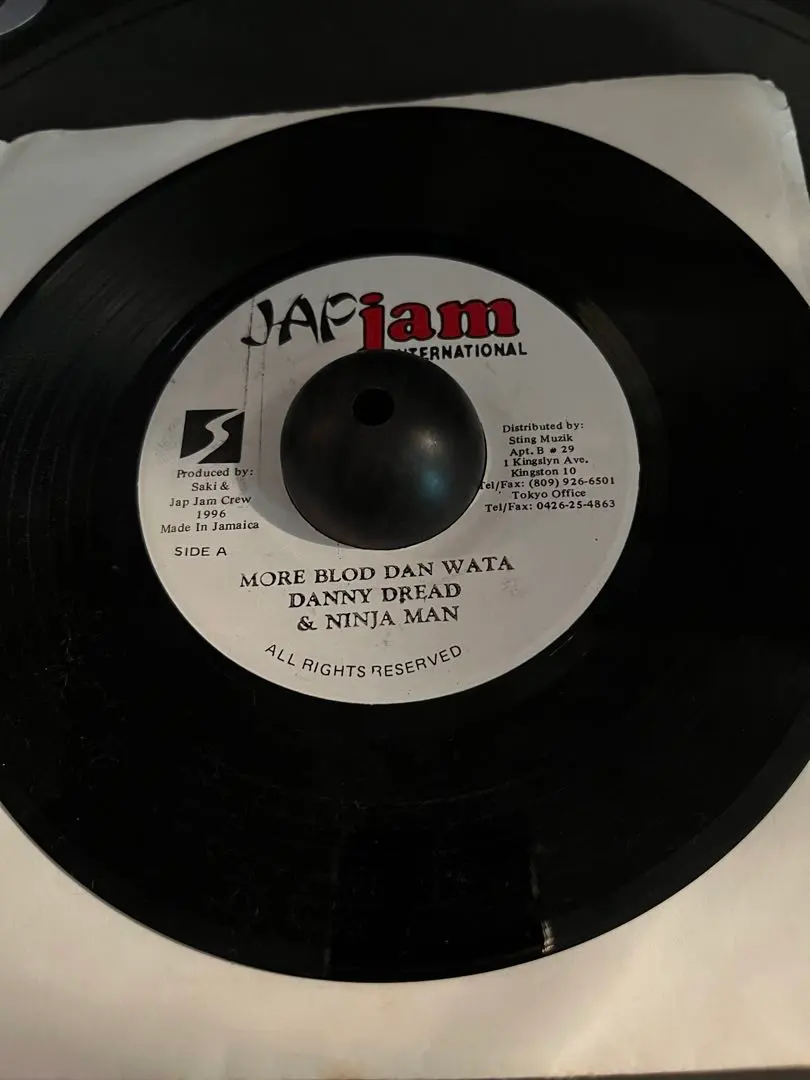 JAP jam
INTERNATIONAL
Produced by:
Saki &
Jap Jam Crew
1996
Made In Jamaica
SIDE A
Distributed by:
Sting Muzik
Apt. B # 29
1 Kingslyn Ave.
Kingston 10
Tel/Fax: (809) 926-6501
Tokyo Office
Tel/Fax: 0426-25-4863
MORE BLOD DAN WATA
DANNY DREAD
& NINJA MAN
ALL RIGHTS RESERVED